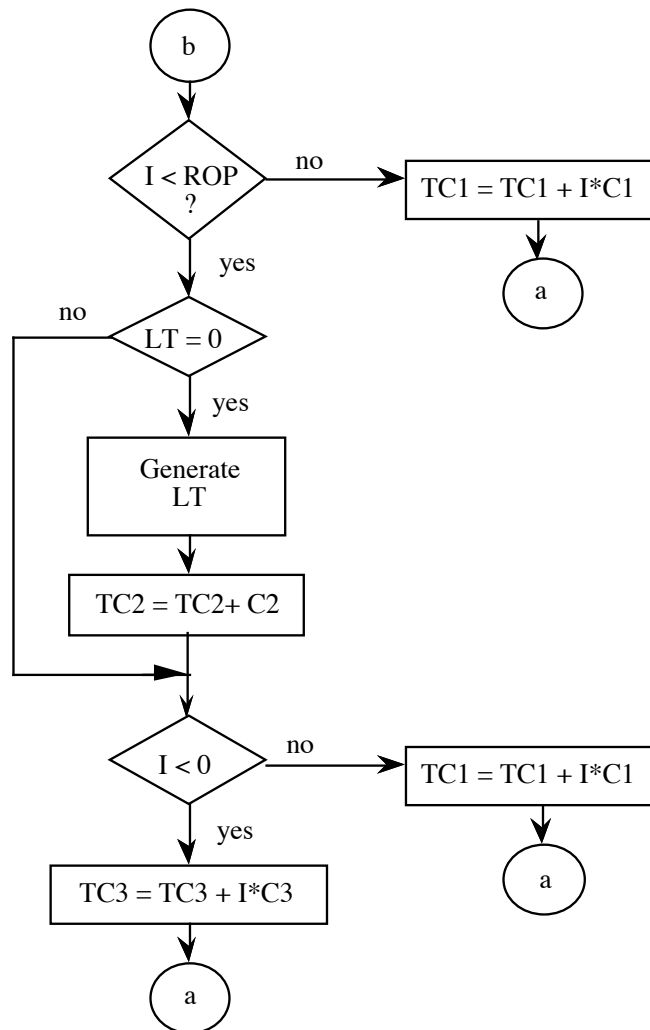 b
I < ROP
?
no
TC1 = TC1 + I*C1
a
yes
no
LT = 0
yes
Generate
LT
TC2 = TC2+ C2
I < 0
no
TC1 = TC1 + I*C1
a
yes
TC3 = TC3 + I*C3
a